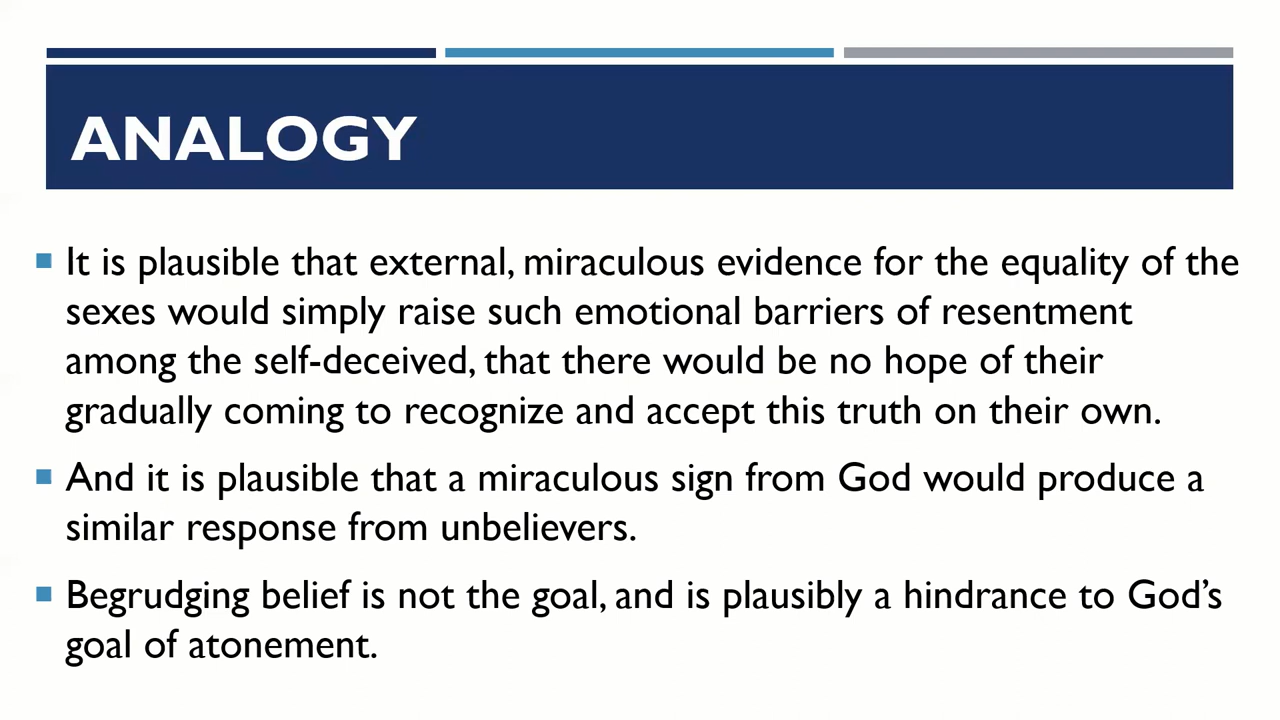 ANALOGY
It is plausible that external, miraculous evidence for the equality of the
sexes would simply raise such emotional barriers of resentment
among the self-deceived, that there would be no hope of their
gradually coming to recognize and accept this truth on their own.
And it is plausible that a miraculous sign from God would produce a
similar response from unbelievers.
Begrudging belief is not the goal, and is plausibly a hindrance to God’s
goal of atonement.